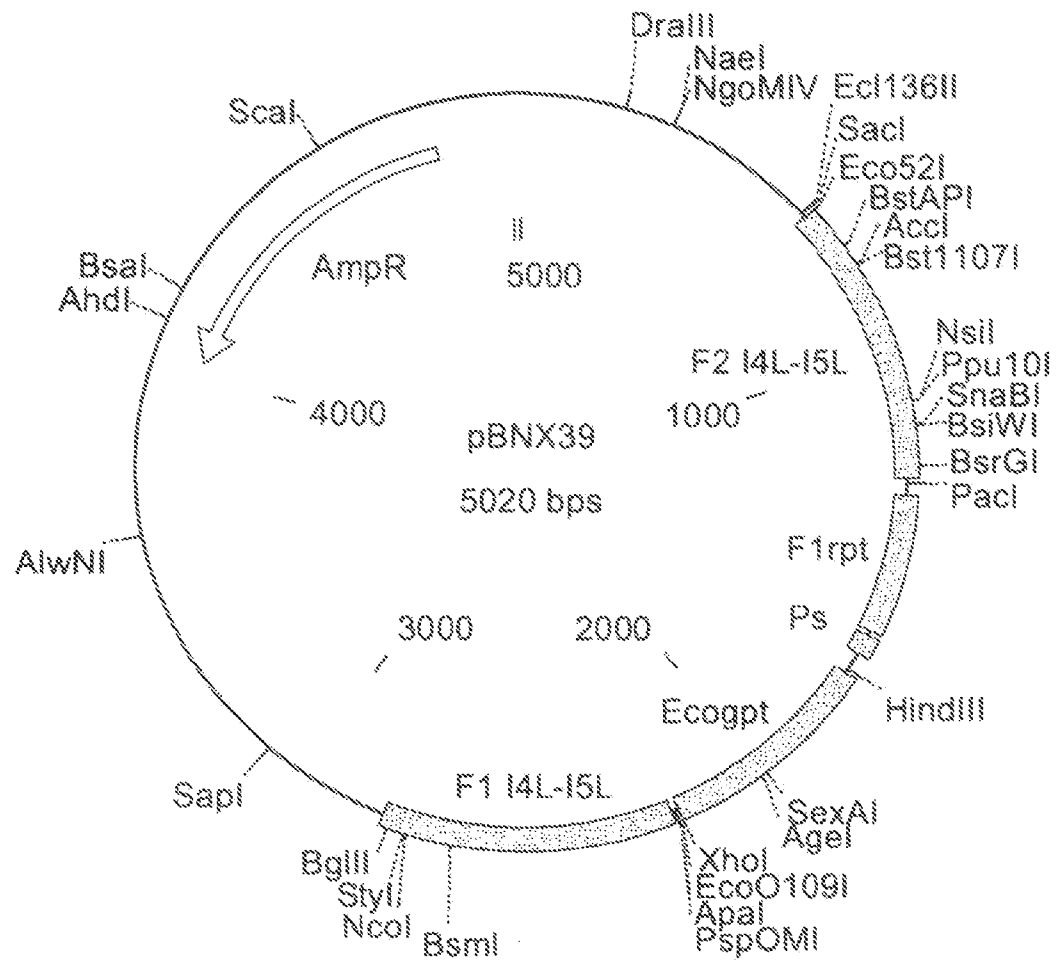 DraIII
NaeI
NgoMIV
Ecl136II
SacI
Eco52I
BstAPI
AccI
Bst1107I
NsiI
Ppu10I
SnaBI
BsiWI
BsrGI
PacI
HindIII
SexAI
AgeI
XhoI
EcoO109I
ApaI
PspOMI
BsmI
NcoI
StyI
BglII
SapI
AlwNI
AhdI
BsaI
ScaI
AmpR
5000
F2 I4L-I5L
1000
4000
pBNX39
5020 bps
F1rpt
Ps
3000
2000
Ecogpt
F1 I4L-I5L